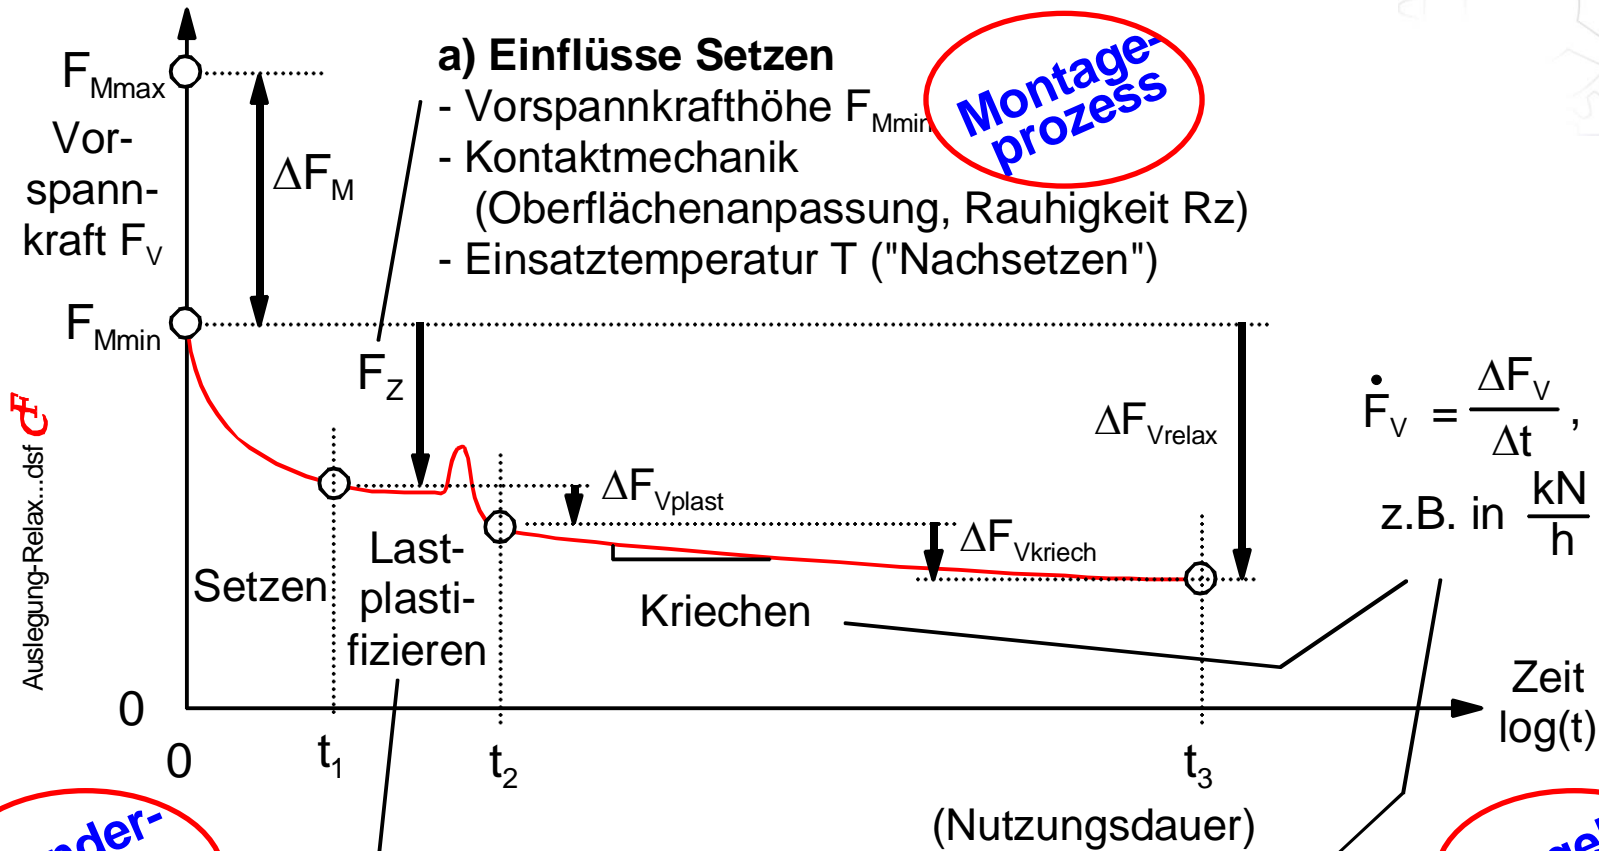 a) Einflüsse Setzen
- Vorspannkrafthöhe F_Mmin
- Kontaktmechanik
(Oberflächenanpassung, Rauhigkeit Rz)
- Einsatztemperatur T ("Nachsetzen")
Montage-
prozess
F_Mmax
Vor-
spann-
kraft F_V
ΔF_M
F_Mmin
F_Z
ΔF_Vrelax
Ḟ_V = ΔF_V / Δt ,
z.B. in kN / h
ΔF_Vplast
ΔF_Vkriech
Setzen
Last-
plasti-
fizieren
Kriechen
Auslegung-Relax...dsf
0
0
t_1
t_2
t_3
Zeit
log(t)
(Nutzungsdauer)